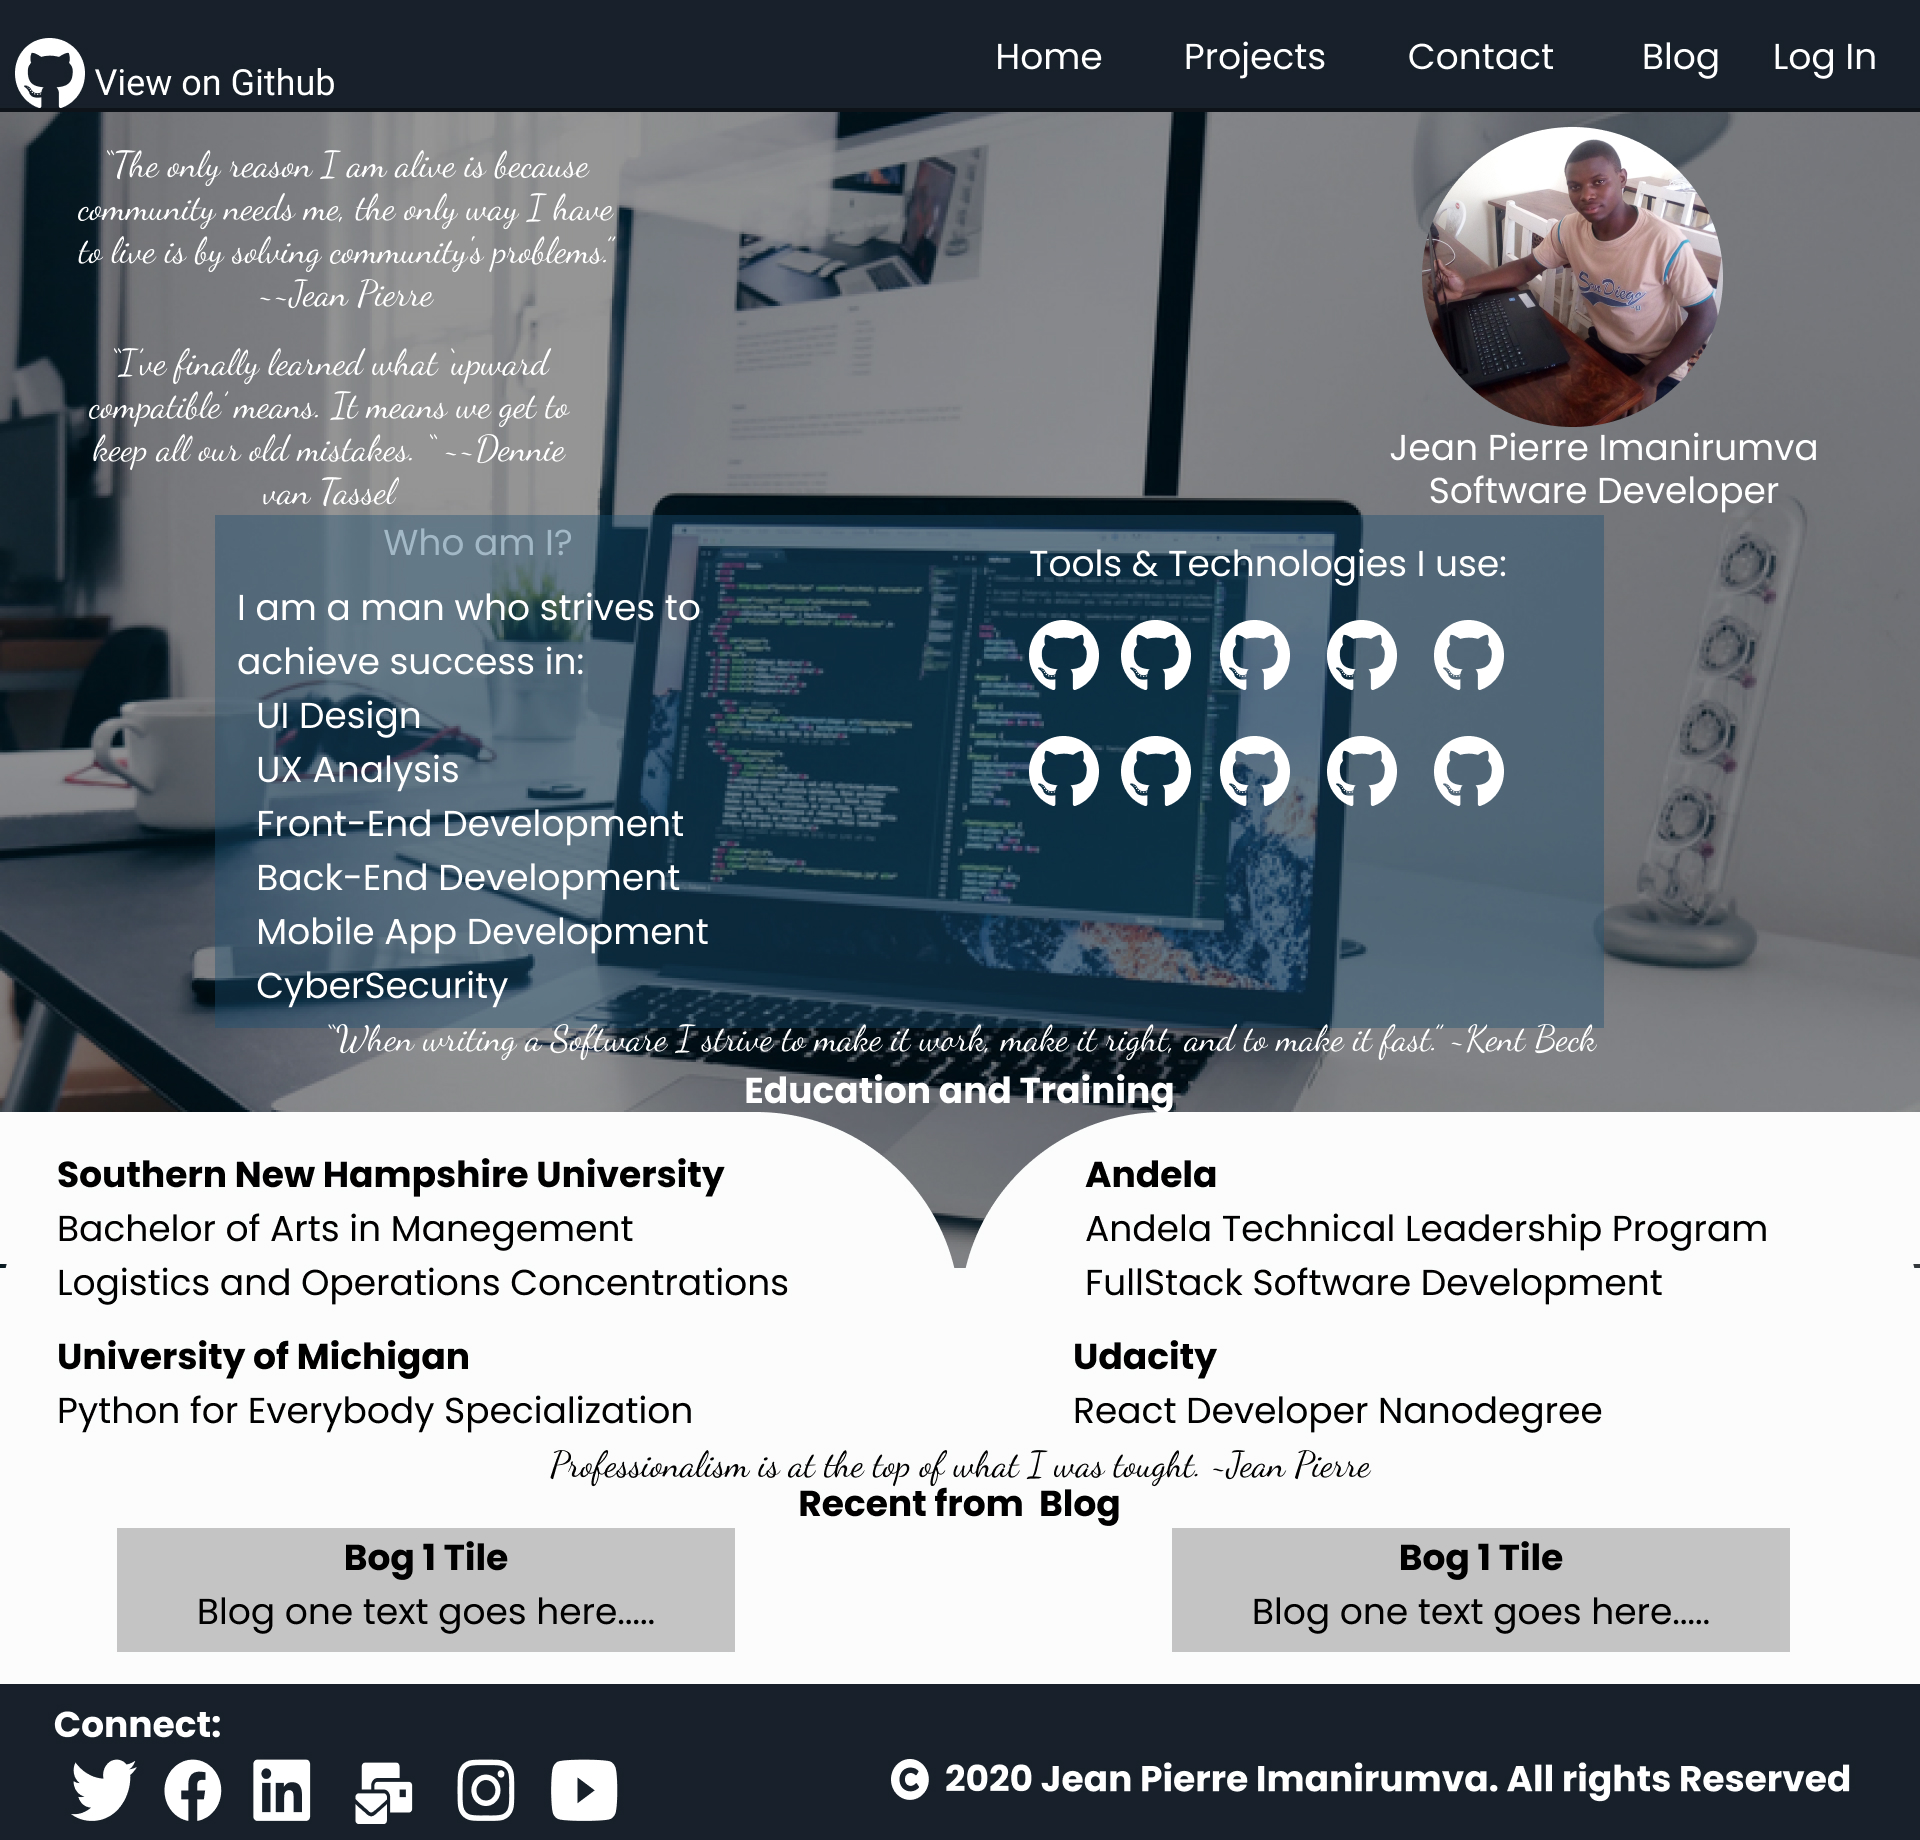 View on Github
Home Projects Contact Blog Log In
“The only reason I am alive is because
community needs me, the only way I have
to live is by solving community's problems.”
~~Jean Pierre
“I've finally learned what ‘upward
compatible’ means. It means we get to
keep all our old mistakes. “ ~~Dennie
van Tassel
San Diego
Jean Pierre Imanirumva
Software Developer
Who am I?
I am a man who strives to
achieve success in:
UI Design
UX Analysis
Front-End Development
Back-End Development
Mobile App Development
CyberSecurity
Tools & Technologies I use:
“When writing a Software I strive to make it work, make it right, and to make it fast.” ~Kent Beck
Education and Training
Southern New Hampshire University
Bachelor of Arts in Manegement
Logistics and Operations Concentrations
Andela
Andela Technical Leadership Program
FullStack Software Development
University of Michigan
Python for Everybody Specialization
Udacity
React Developer Nanodegree
Professionalism is at the top of what I was tought. ~Jean Pierre
Recent from  Blog
Bog 1 Tile
Blog one text goes here.....
Bog 1 Tile
Blog one text goes here.....
Connect:
© 2020 Jean Pierre Imanirumva. All rights Reserved